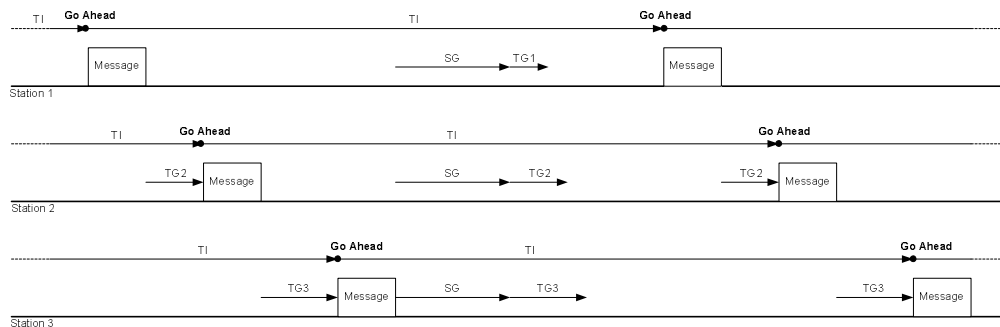 TI Go Ahead TI Go Ahead
Message SG TG1 Message
Station 1
TI Go Ahead TI Go Ahead
TG2 Message SG TG2 TG2 Message
Station 2
TI Go Ahead TI Go Ahead
TG3 Message SG TG3 TG3 Message
Station 3